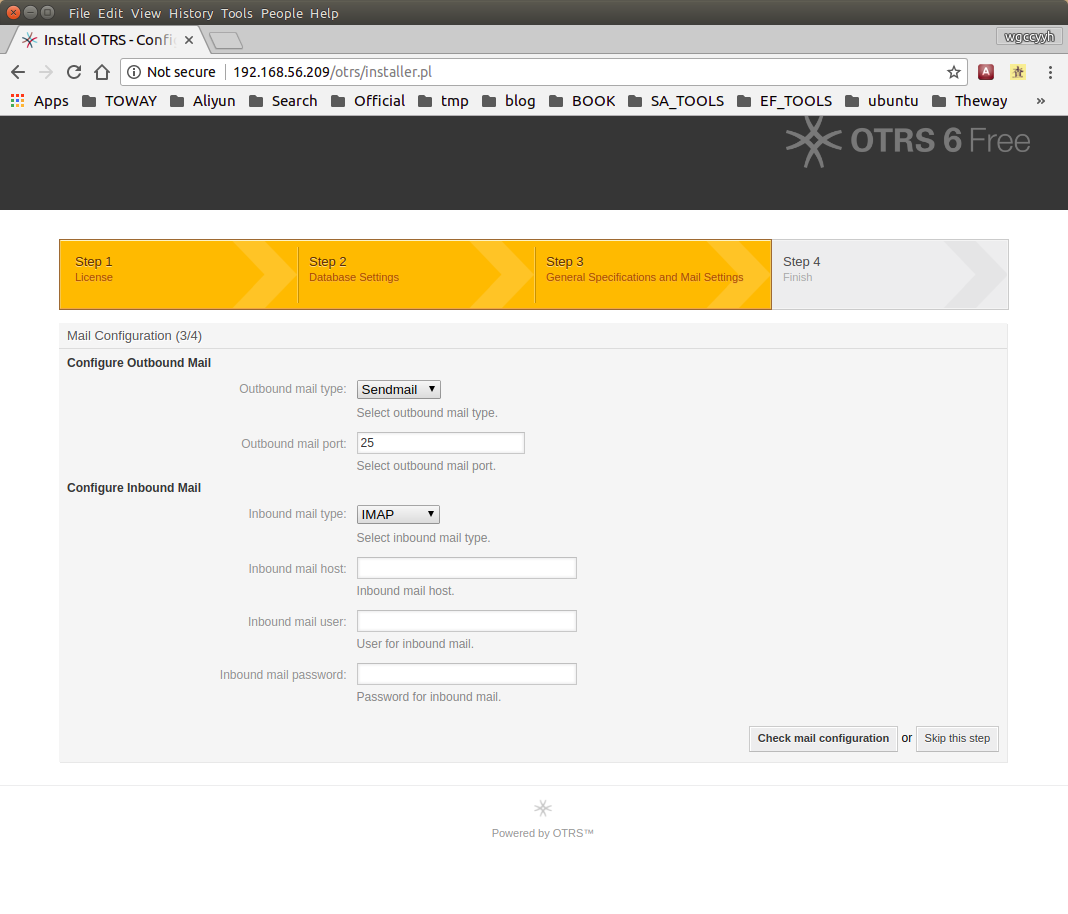 File Edit View History Tools People Help
Install OTRS - Confi
wgccyyh
Not secure 192.168.56.209/otrs/installer.pl
Apps TOWAY Aliyun Search Official tmp blog BOOK SA_TOOLS EF_TOOLS ubuntu Theway »
OTRS 6 Free
Step 1
License
Step 2
Database Settings
Step 3
General Specifications and Mail Settings
Step 4
Finish
Mail Configuration (3/4)
Configure Outbound Mail
Outbound mail type: Sendmail
Select outbound mail type.
Outbound mail port: 25
Select outbound mail port.
Configure Inbound Mail
Inbound mail type: IMAP
Select inbound mail type.
Inbound mail host:
Inbound mail host.
Inbound mail user:
User for inbound mail.
Inbound mail password:
Password for inbound mail.
Check mail configuration or Skip this step
Powered by OTRS™